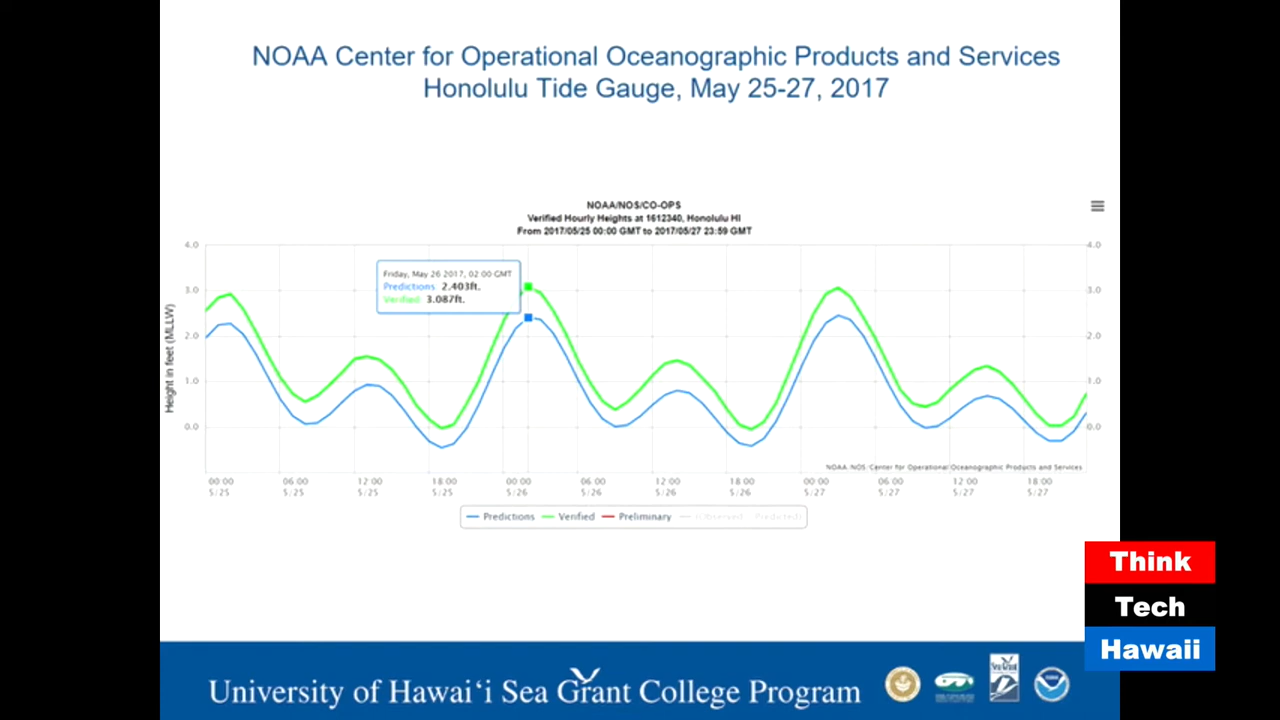 NOAA Center for Operational Oceanographic Products and Services
Honolulu Tide Gauge, May 25-27, 2017
NOAA/NOS/CO-OPS
Verified Hourly Heights at 1612340, Honolulu HI
From 2017/05/25 00:00 GMT to 2017/05/27 23:59 GMT
4.0
3.0
2.0
1.0
0.0
Height in feet (MLLW)
Friday, May 26 2017, 02:00 GMT
Predictions: 2.403ft.
Verified: 3.087ft.
4.0
3.0
2.0
1.0
0.0
NOAA/NOS/Center for Operational Oceanographic Products and Services
00:00 06:00 12:00 18:00 00:00 06:00 12:00 18:00 00:00 06:00 12:00 18:00
5/25 5/25 5/25 5/25 5/26 5/26 5/26 5/26 5/27 5/27 5/27 5/27
Predictions Verified Preliminary (Observed - Predicted)
Think
Tech
Hawaii
University of Hawai‘i Sea Grant College Program